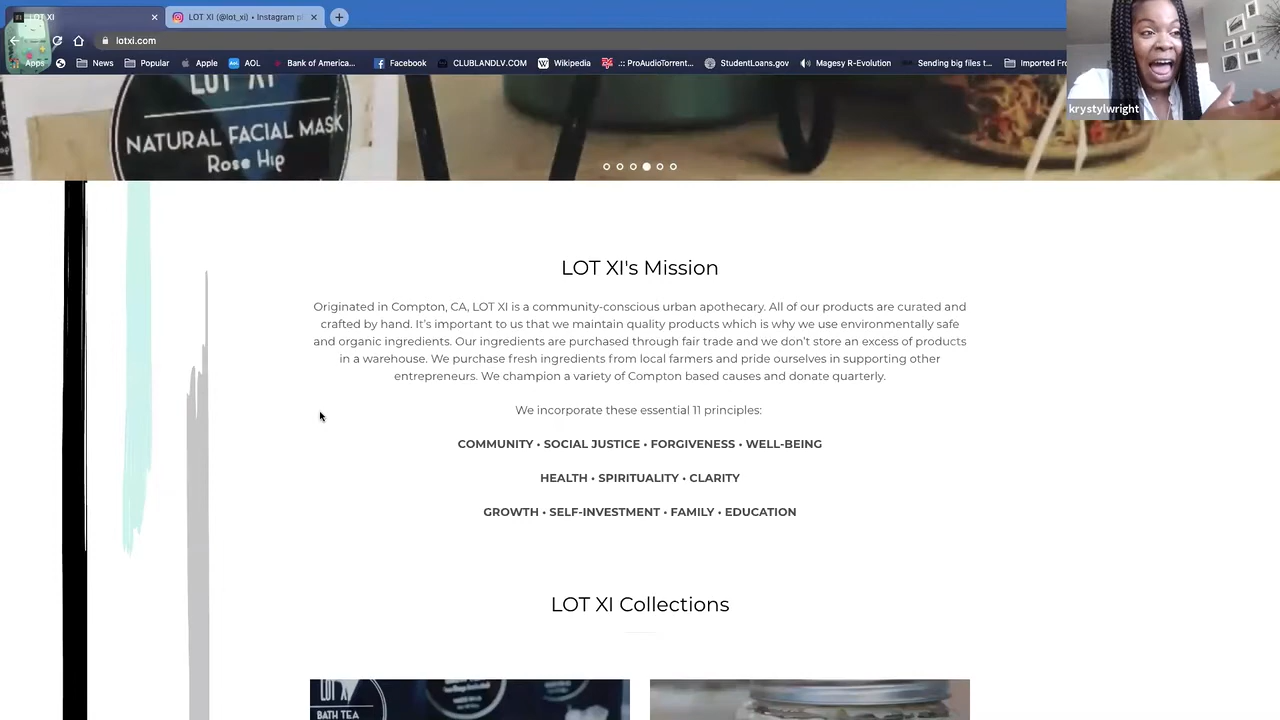 LOT XI
LOT XI (@lot_xi) • Instagram p
lotxi.com
Apps
News
Popular
Apple
AOL
Bank of America...
Facebook
CLUBLANDLV.COM
Wikipedia
.:: ProAudioTorrent...
StudentLoans.gov
Magesy R-Evolution
Sending big files t...
Imported Fro
krystylwright
LOT XI
NATURAL FACIAL MASK
Rose Hip
LOT XI's Mission
Originated in Compton, CA, LOT XI is a community-conscious urban apothecary. All of our products are curated and
crafted by hand. It's important to us that we maintain quality products which is why we use environmentally safe
and organic ingredients. Our ingredients are purchased through fair trade and we don't store an excess of products
in a warehouse. We purchase fresh ingredients from local farmers and pride ourselves in supporting other
entrepreneurs. We champion a variety of Compton based causes and donate quarterly.
We incorporate these essential 11 principles:
COMMUNITY • SOCIAL JUSTICE • FORGIVENESS • WELL-BEING
HEALTH • SPIRITUALITY • CLARITY
GROWTH • SELF-INVESTMENT • FAMILY • EDUCATION
LOT XI Collections
LOT XI
BATH TEA